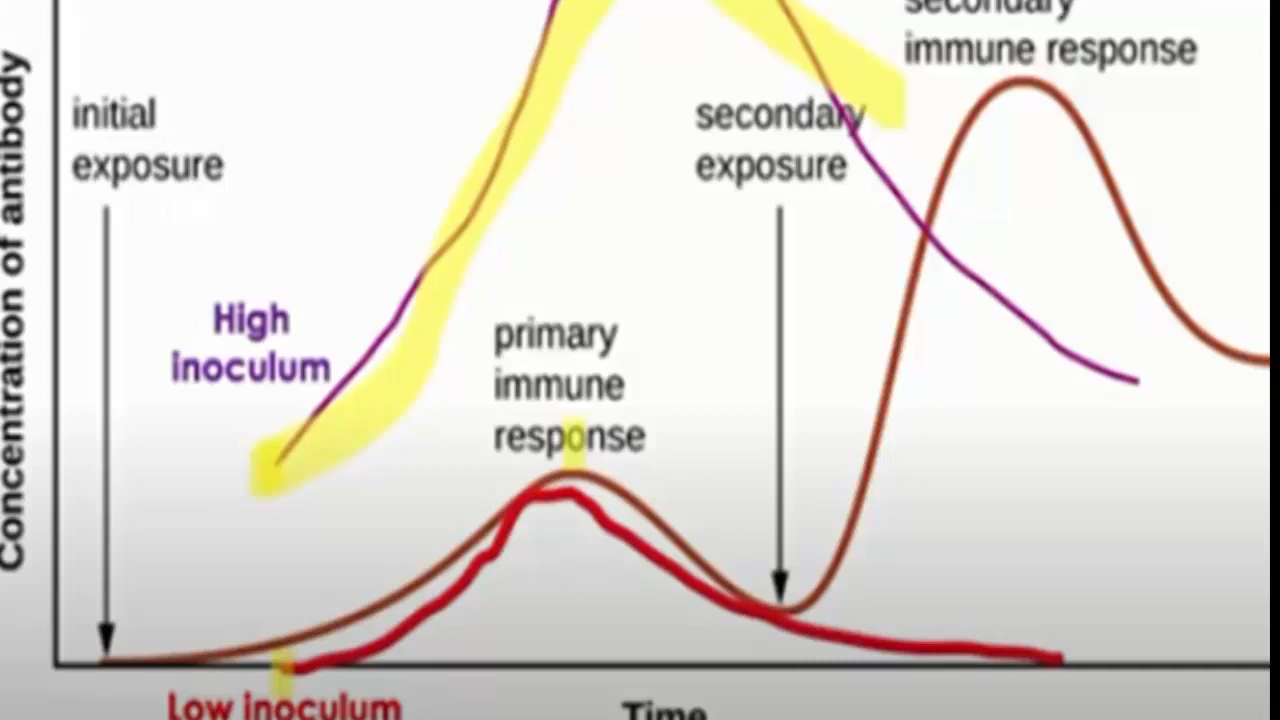 secondary
immune response
initial
exposure
secondary
exposure
Concentration of antibody
High
inoculum
primary
immune
response
Low inoculum
Time